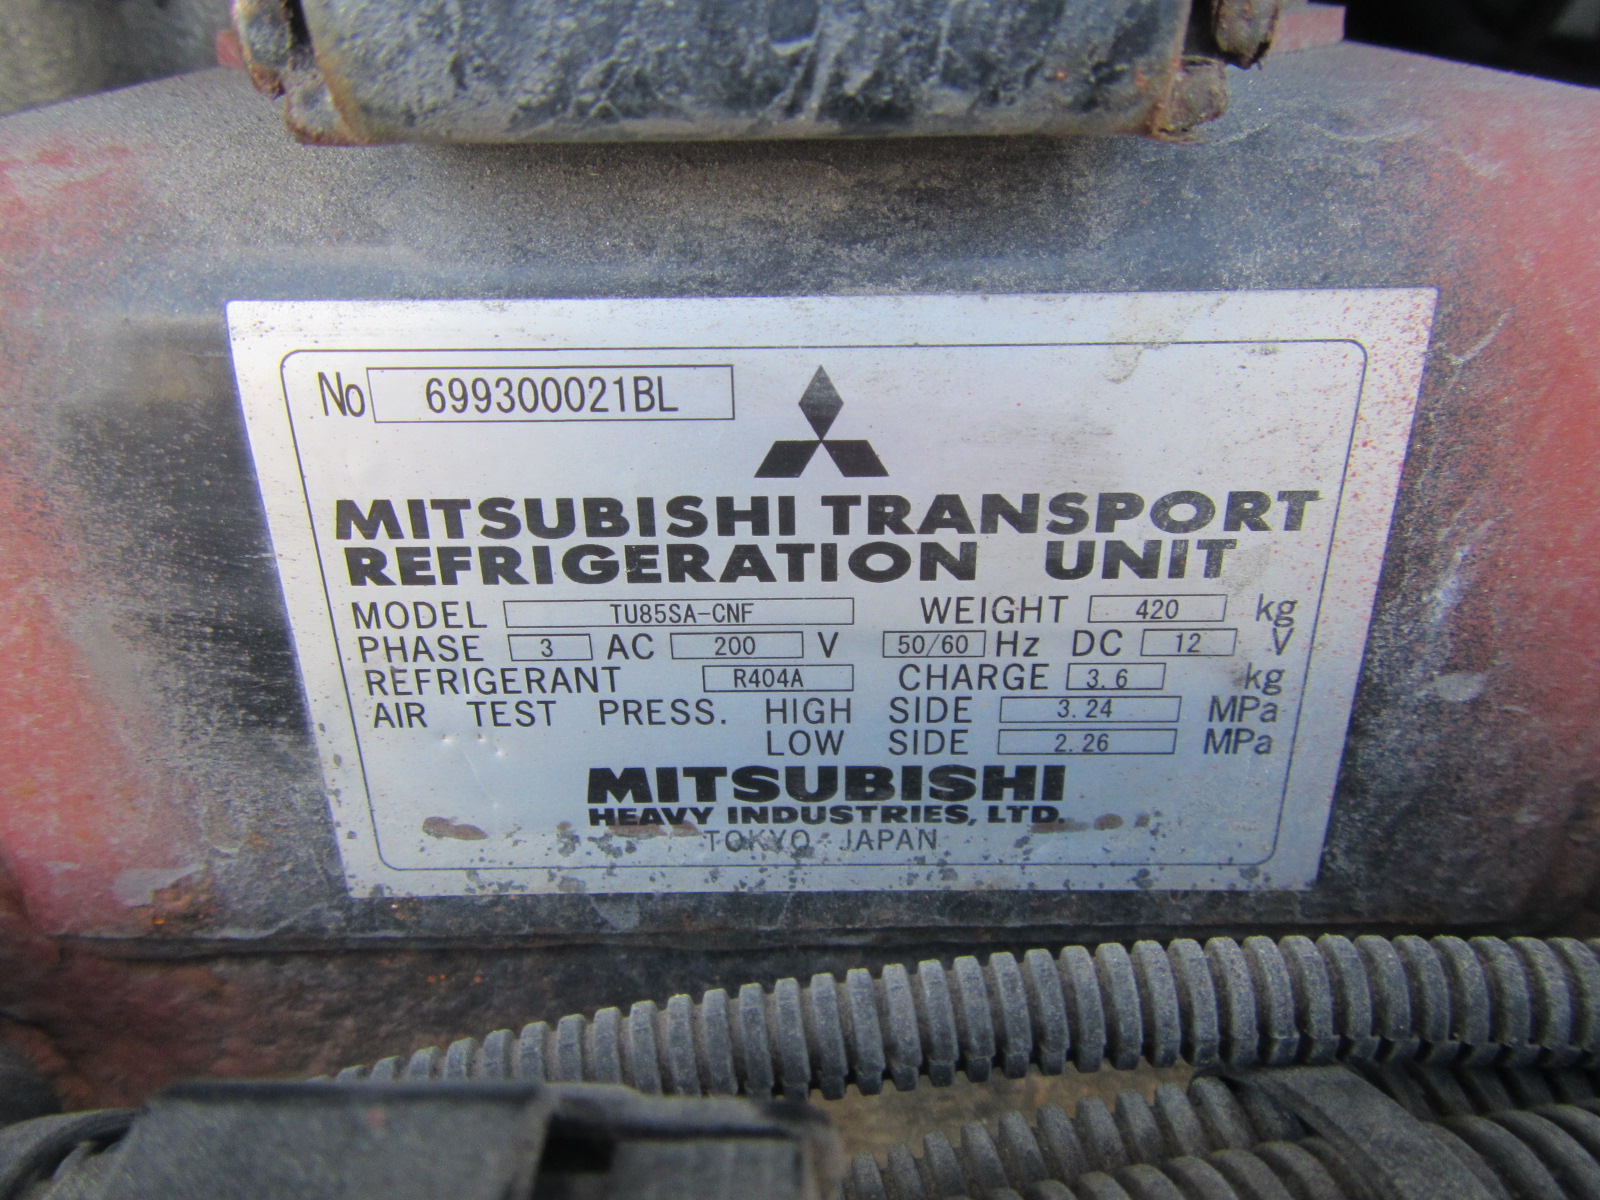 No 699300021BL
MITSUBISHI TRANSPORT
REFRIGERATION UNIT
MODEL TU85SA-CNF WEIGHT 420 kg
PHASE 3 AC 200 V 50/60 Hz DC 12 V
REFRIGERANT R404A CHARGE 3.6 kg
AIR TEST PRESS. HIGH SIDE 3.24 MPa
LOW SIDE 2.26 MPa
MITSUBISHI
HEAVY INDUSTRIES, LTD.
TOKYO JAPAN